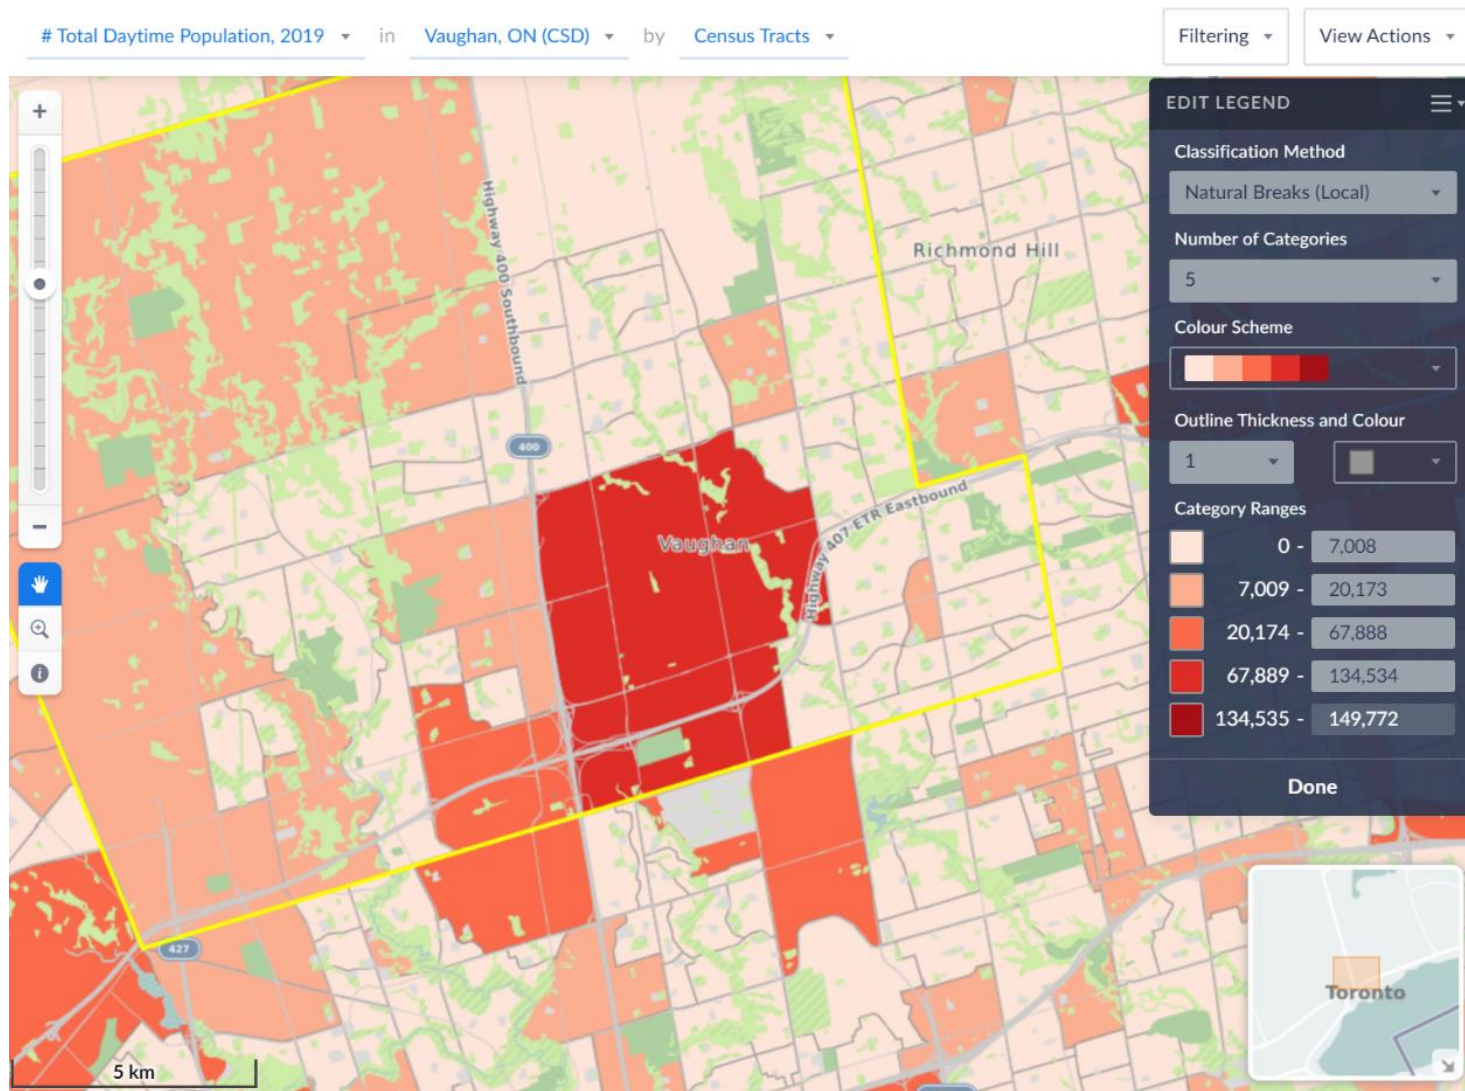 # Total Daytime Population, 2019 in Vaughan, ON (CSD) by Census Tracts
Filtering
View Actions
EDIT LEGEND
Classification Method
Natural Breaks (Local)
Number of Categories
5
Colour Scheme
Outline Thickness and Colour
1
Category Ranges
0 - 7,008
7,009 - 20,173
20,174 - 67,888
67,889 - 134,534
134,535 - 149,772
Done
Highway 400 Southbound
Richmond Hill
400
Highway 407 ETR Eastbound
Vaughan
427
5 km
Toronto